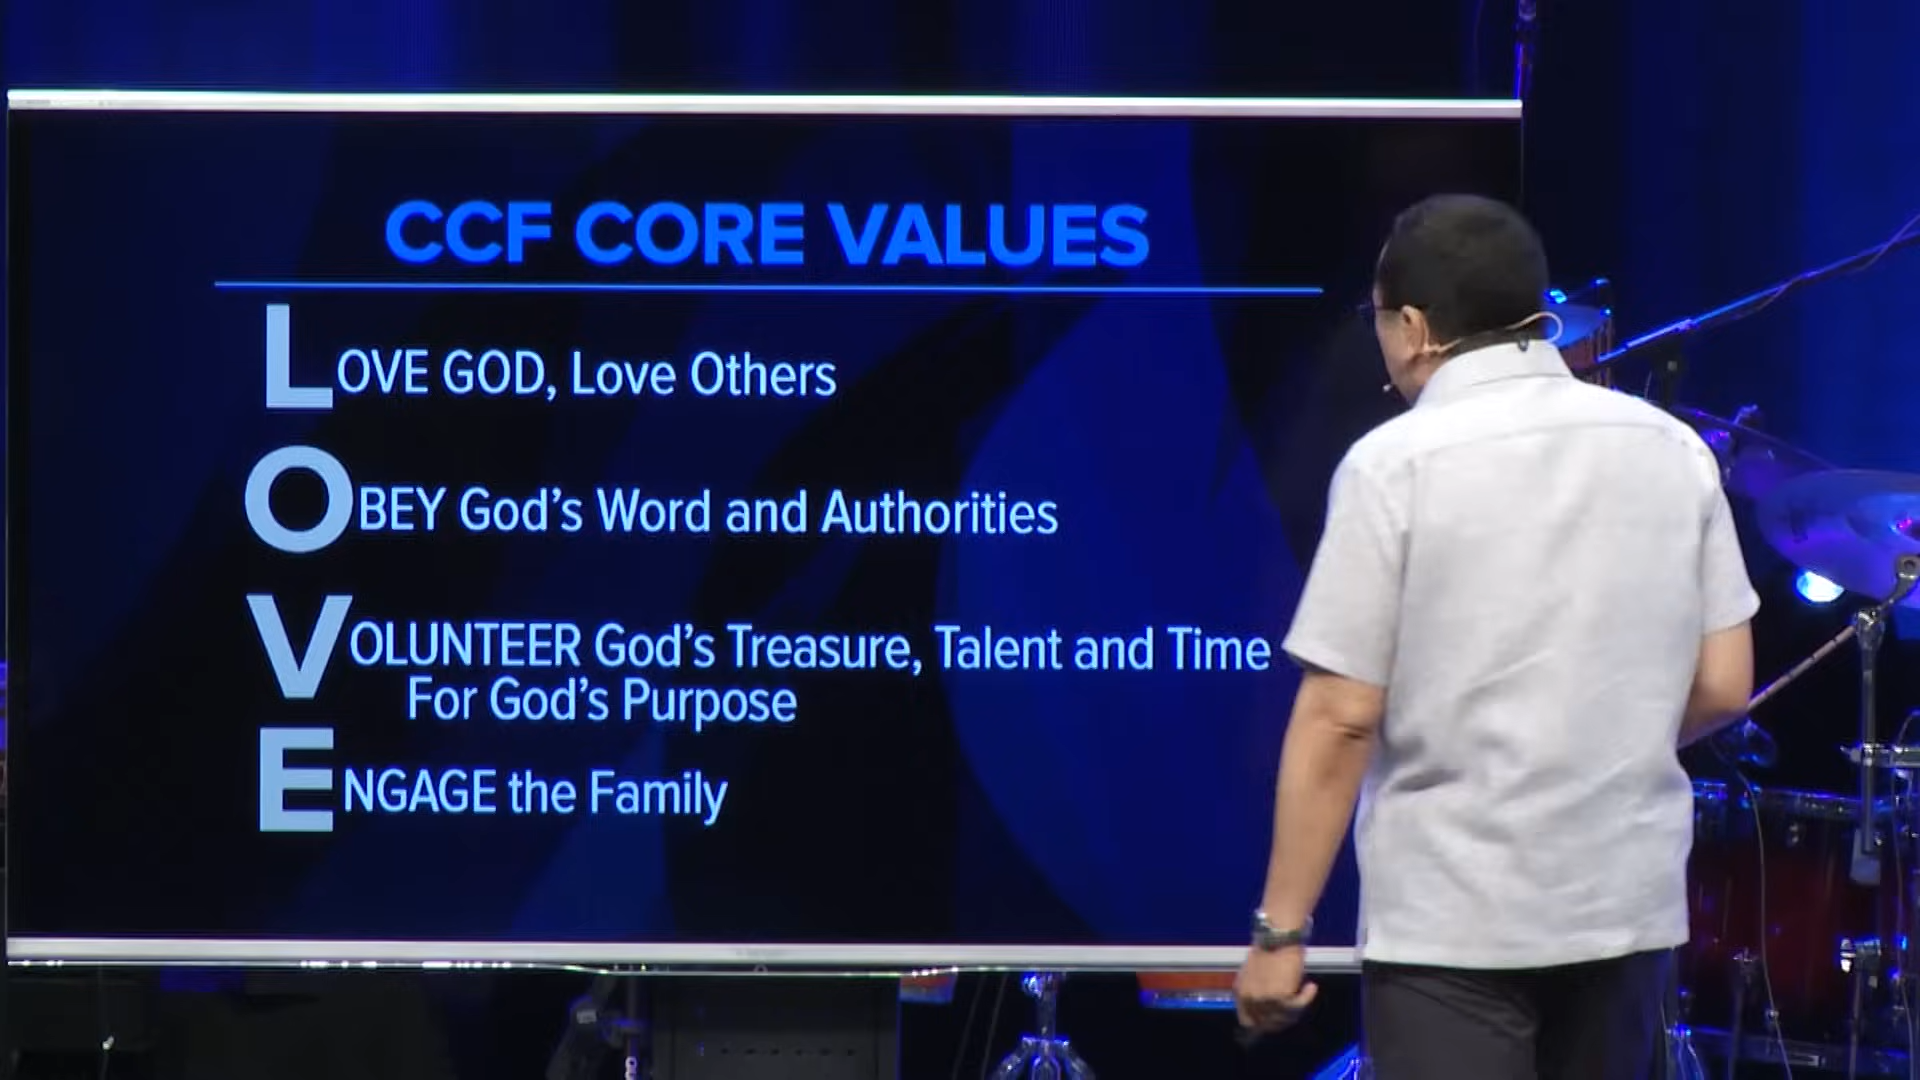 CCF CORE VALUES
LOVE GOD, Love Others
OBEY God's Word and Authorities
VOLUNTEER God's Treasure, Talent and Time
For God's Purpose
ENGAGE the Family